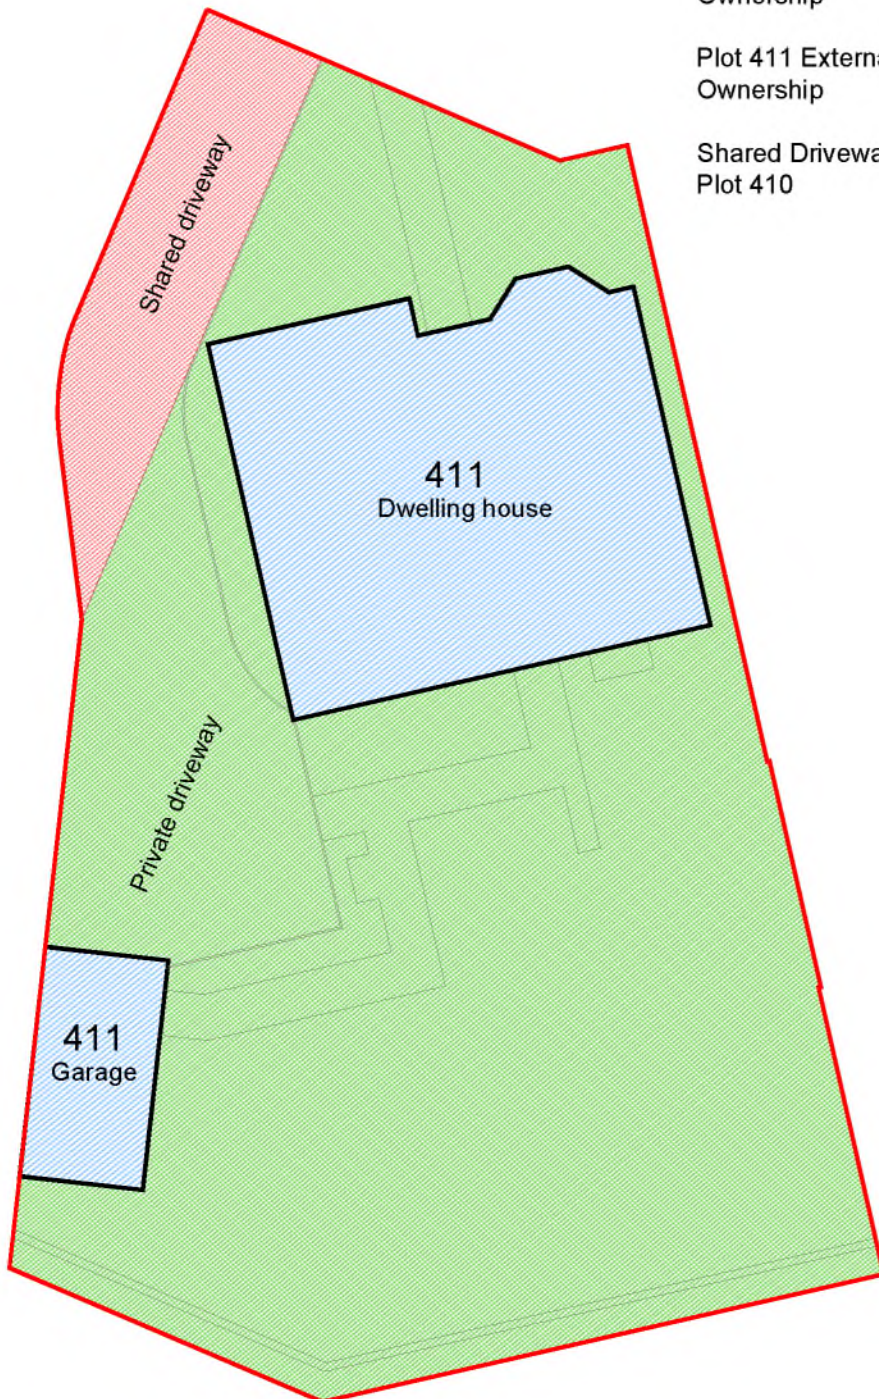 Ownership
Plot 411 Externa
Ownership
Shared Drivewa
Plot 410
Shared driveway
411
Dwelling house
Private driveway
411
Garage